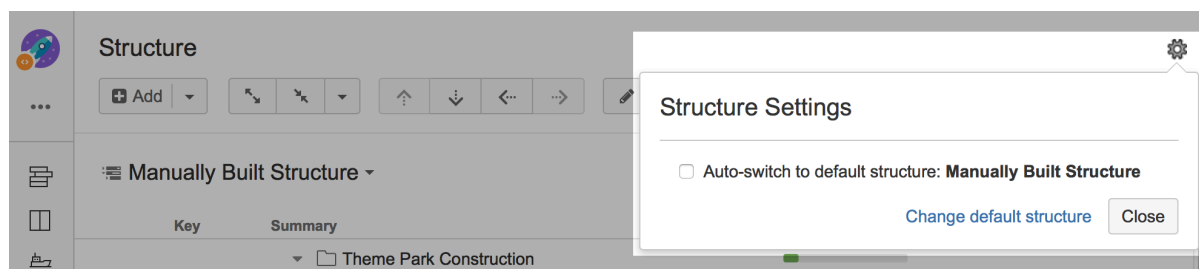 Structure
Add
Structure Settings
Manually Built Structure
Auto-switch to default structure: Manually Built Structure
Change default structure
Close
Key
Summary
Theme Park Construction